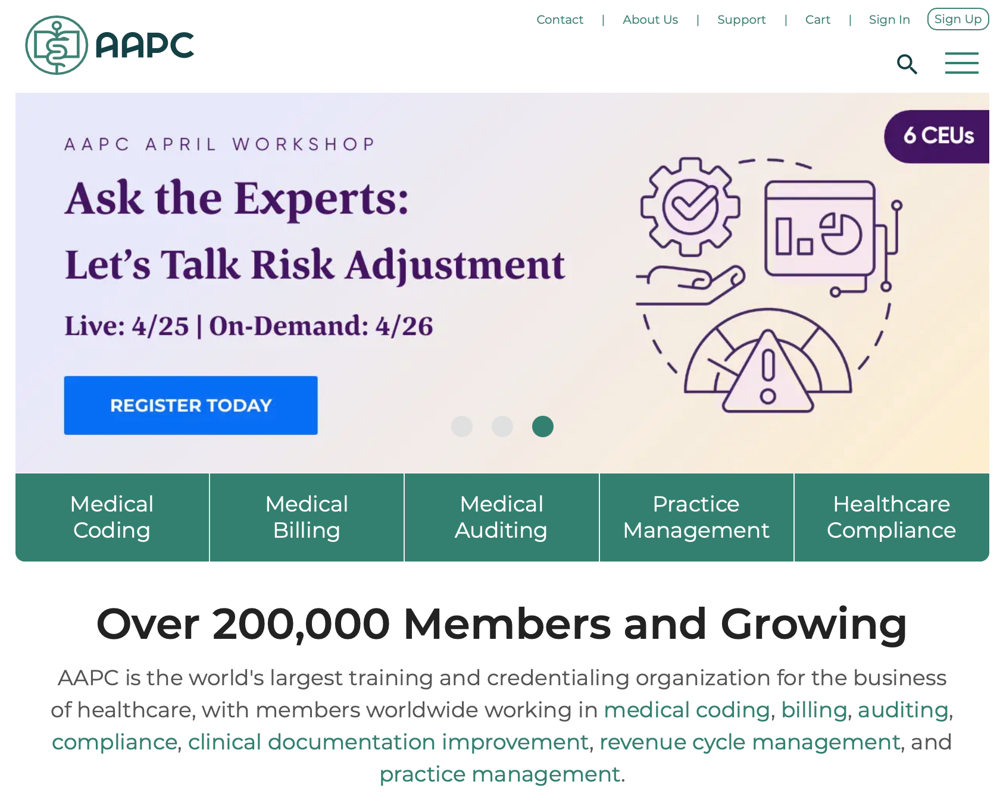 AAPC
Contact | About Us | Support | Cart | Sign In Sign Up
6 CEUs
AAPC APRIL WORKSHOP
Ask the Experts:
Let’s Talk Risk Adjustment
Live: 4/25 | On-Demand: 4/26
REGISTER TODAY
Medical
Coding
Medical
Billing
Medical
Auditing
Practice
Management
Healthcare
Compliance
Over 200,000 Members and Growing
AAPC is the world's largest training and credentialing organization for the business
of healthcare, with members worldwide working in medical coding, billing, auditing,
compliance, clinical documentation improvement, revenue cycle management, and
practice management.